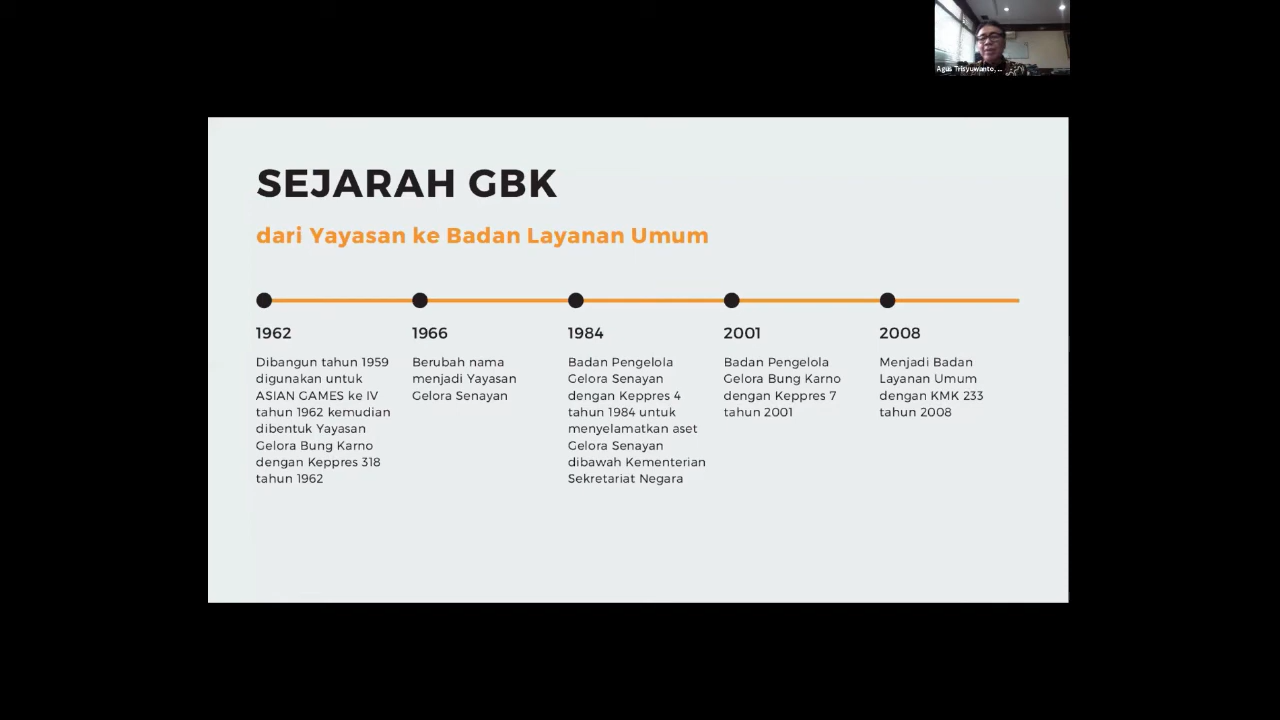 Agus Trisyuwanto, ...
SEJARAH GBK
dari Yayasan ke Badan Layanan Umum
1962
Dibangun tahun 1959
digunakan untuk
ASIAN GAMES ke IV
tahun 1962 kemudian
dibentuk Yayasan
Gelora Bung Karno
dengan Keppres 318
tahun 1962
1966
Berubah nama
menjadi Yayasan
Gelora Senayan
1984
Badan Pengelola
Gelora Senayan
dengan Keppres 4
tahun 1984 untuk
menyelamatkan aset
Gelora Senayan
dibawah Kementerian
Sekretariat Negara
2001
Badan Pengelola
Gelora Bung Karno
dengan Keppres 7
tahun 2001
2008
Menjadi Badan
Layanan Umum
dengan KMK 233
tahun 2008